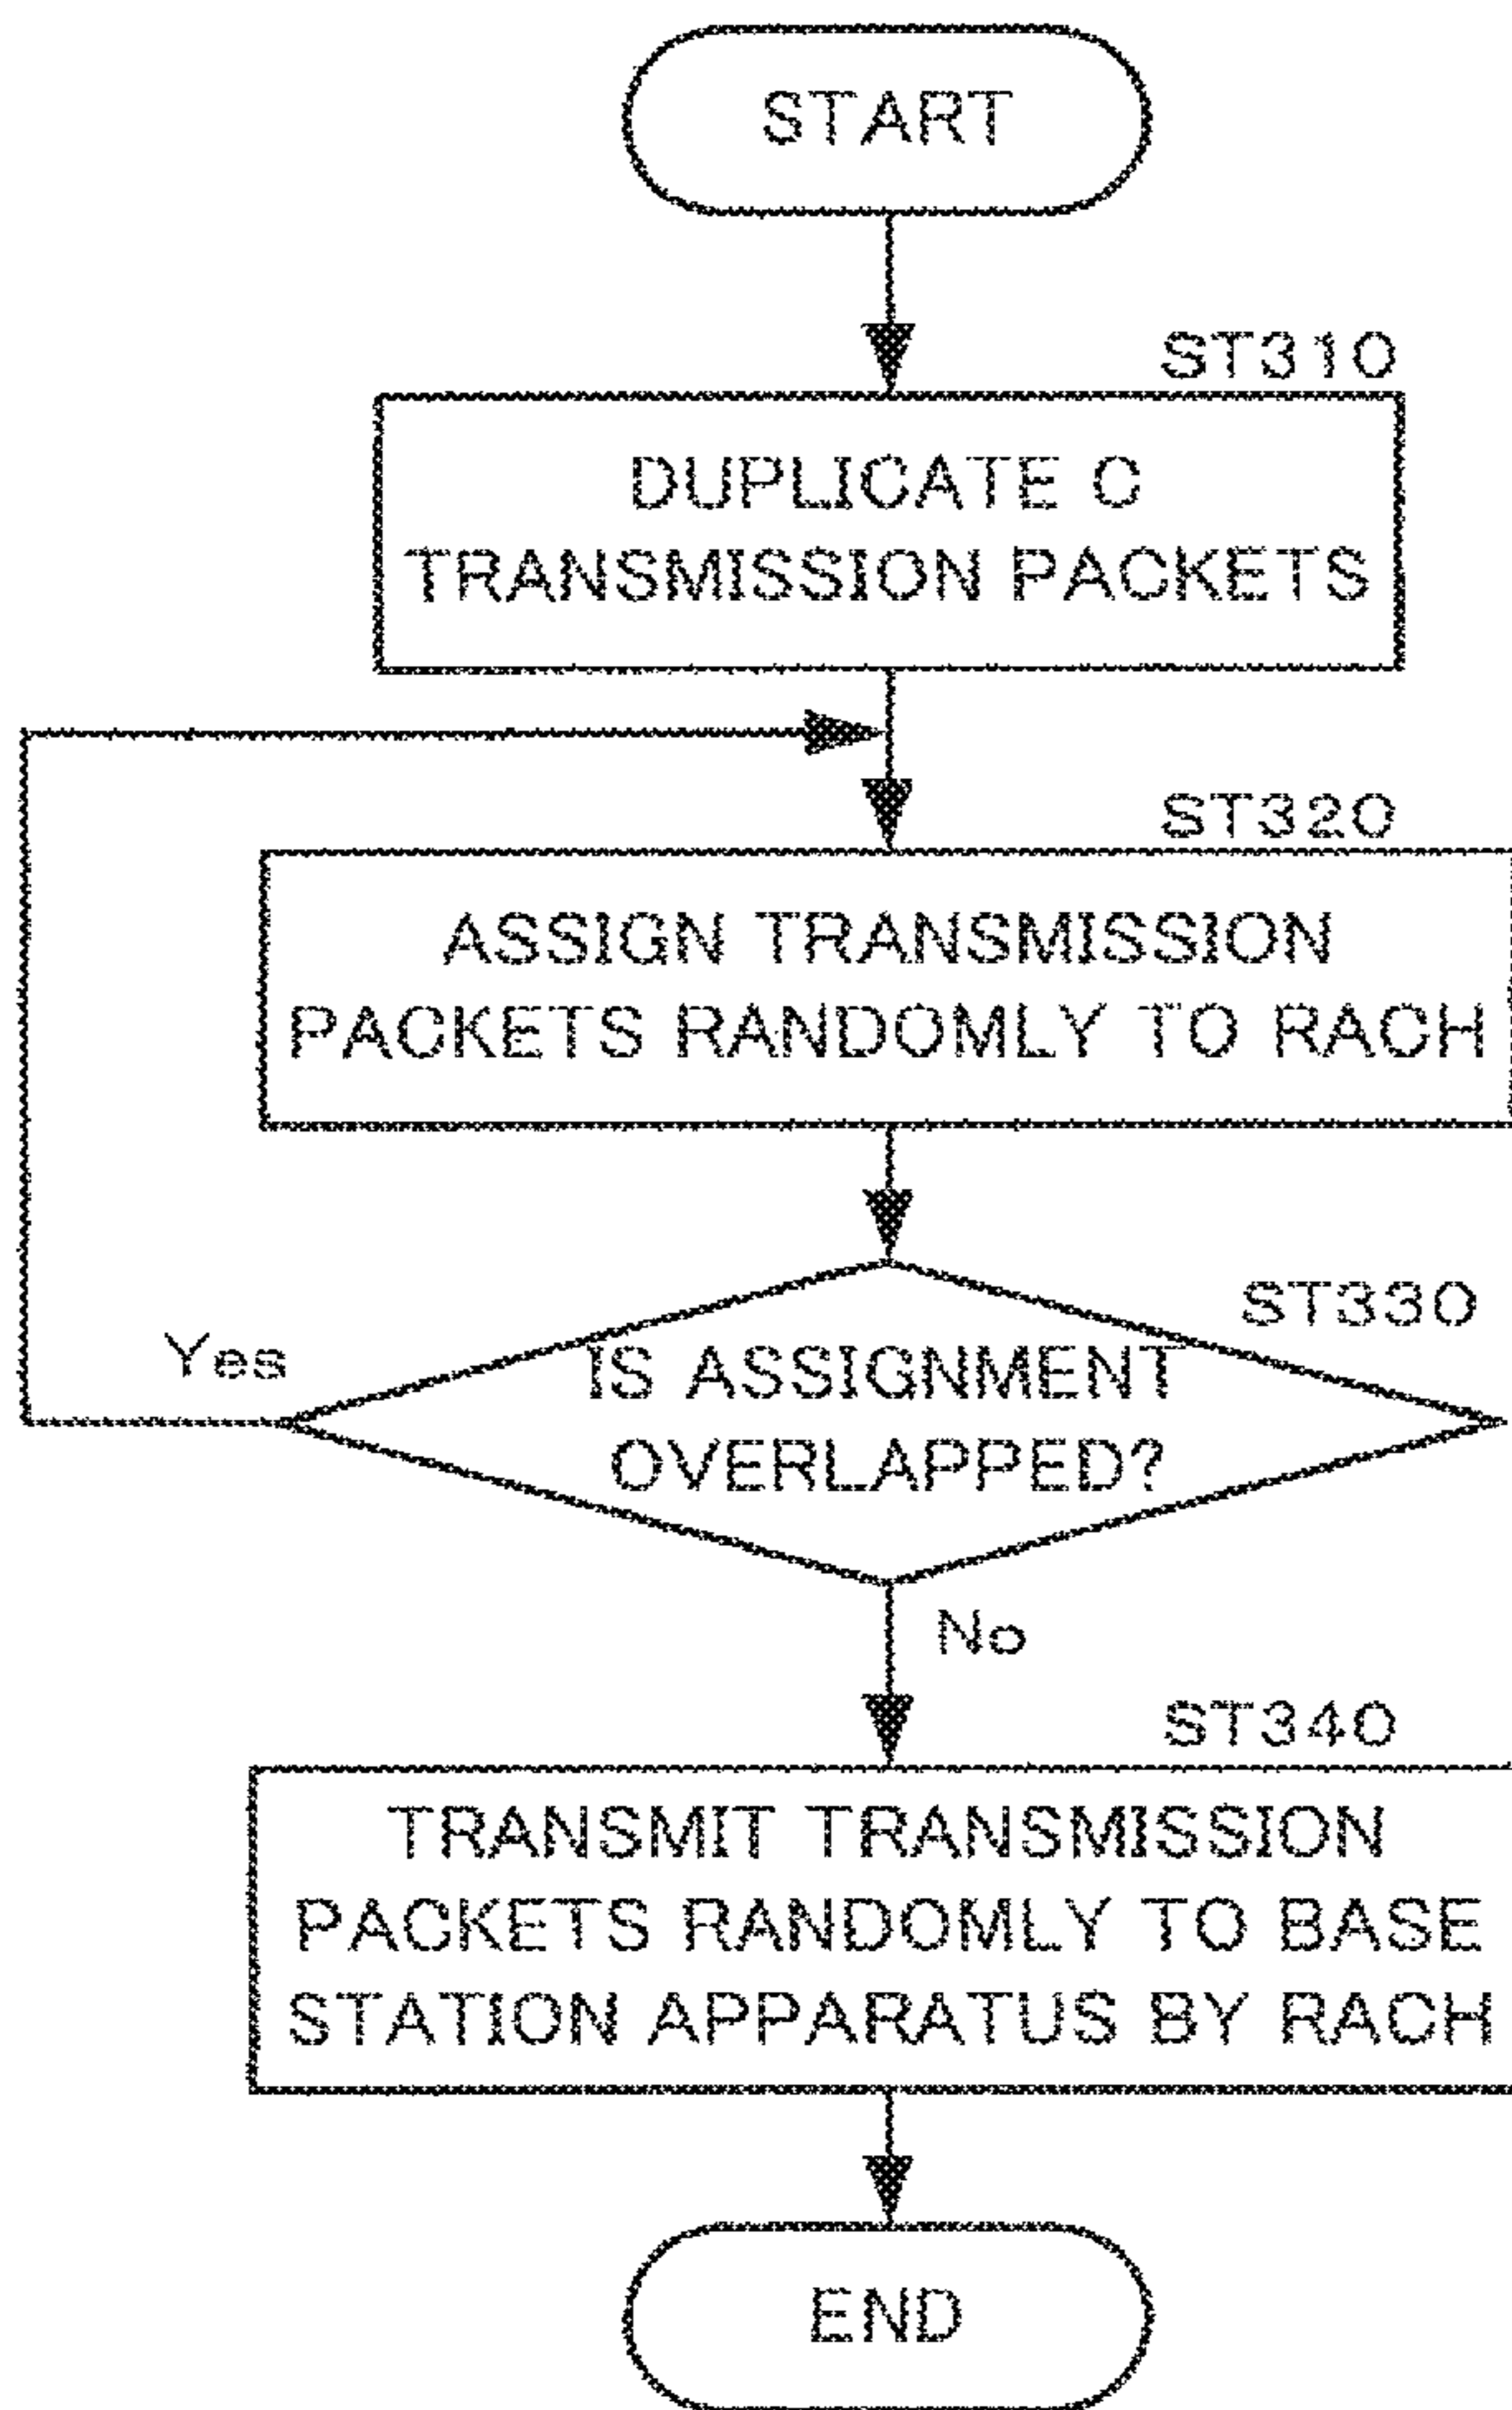 START
ST310
DUPLICATE C
TRANSMISSION PACKETS
ST320
ASSIGN TRANSMISSION
PACKETS RANDOMLY TO RACH
ST330
Yes
IS ASSIGNMENT
OVERLAPPED?
No
ST340
TRANSMIT TRANSMISSION
PACKETS RANDOMLY TO BASE
STATION APPARATUS BY RACH
END